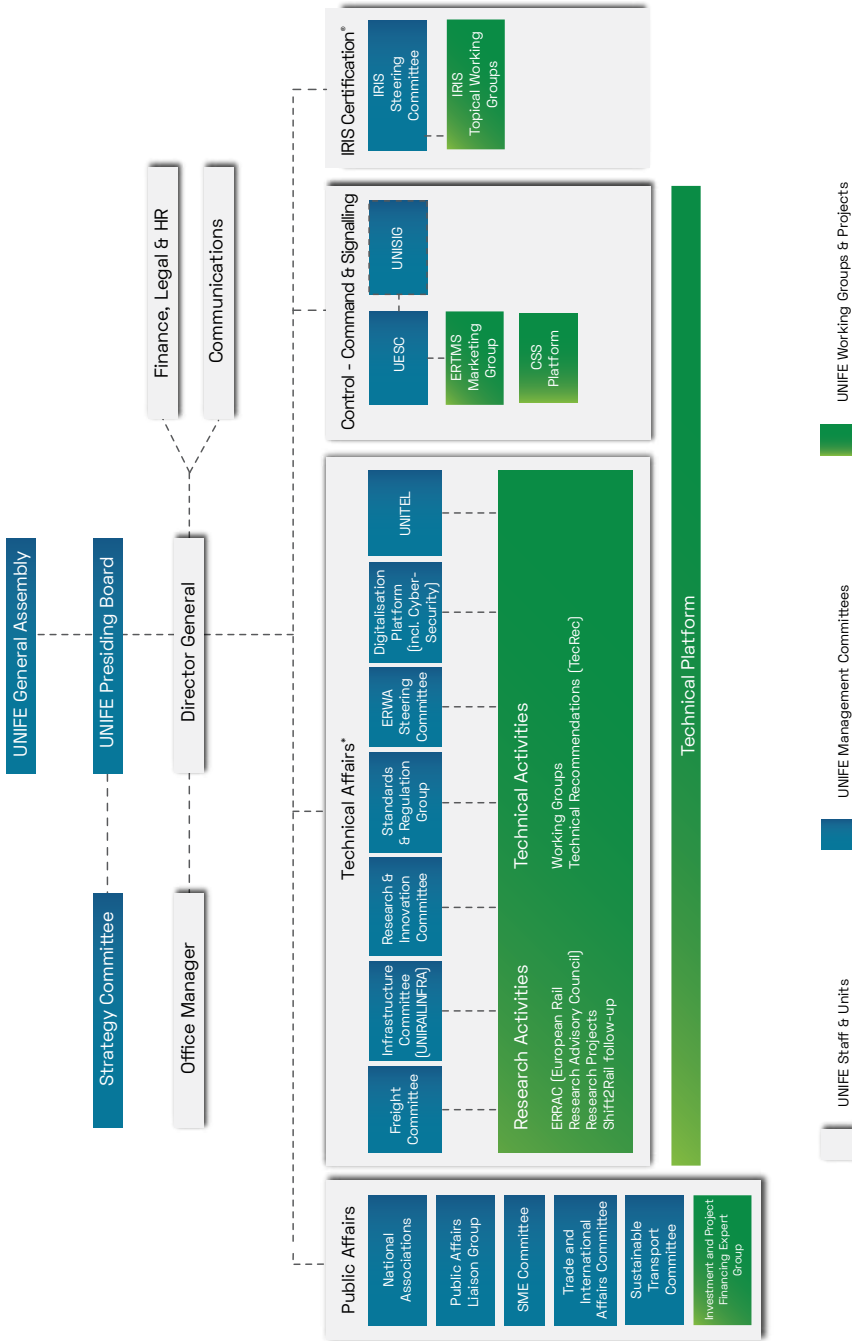 UNIFE General Assembly
Strategy Committee
UNIFE Presiding Board
Office Manager
Director General
Finance, Legal & HR
Communications
Public Affairs
National
Associations
Public Affairs
Liaison Group
SME Committee
Trade and
International
Affairs Committee
Sustainable
Transport
Committee
Investment and Project
Financing Expert
Group
Technical Affairs*
Freight
Committee
Infrastructure
Committee
(UNIRAILINFRA)
Research &
Innovation
Committee
Standards
& Regulation
Group
ERWA
Steering
Committee
Digitalisation
Platform
(incl. Cyber-
Security)
UNITEL
Research Activities
ERRAC (European Rail
Research Advisory Council)
Research Projects
Shift2Rail follow-up
Technical Activities
Working Groups
Technical Recommendations (TecRec)
Control - Command & Signalling
UESC
UNISIG
ERTMS
Marketing
Group
CSS
Platform
IRIS Certification®
IRIS
Steering
Committee
IRIS
Topical Working
Groups
Technical Platform
UNIFE Staff & Units
UNIFE Management Committees
UNIFE Working Groups & Projects